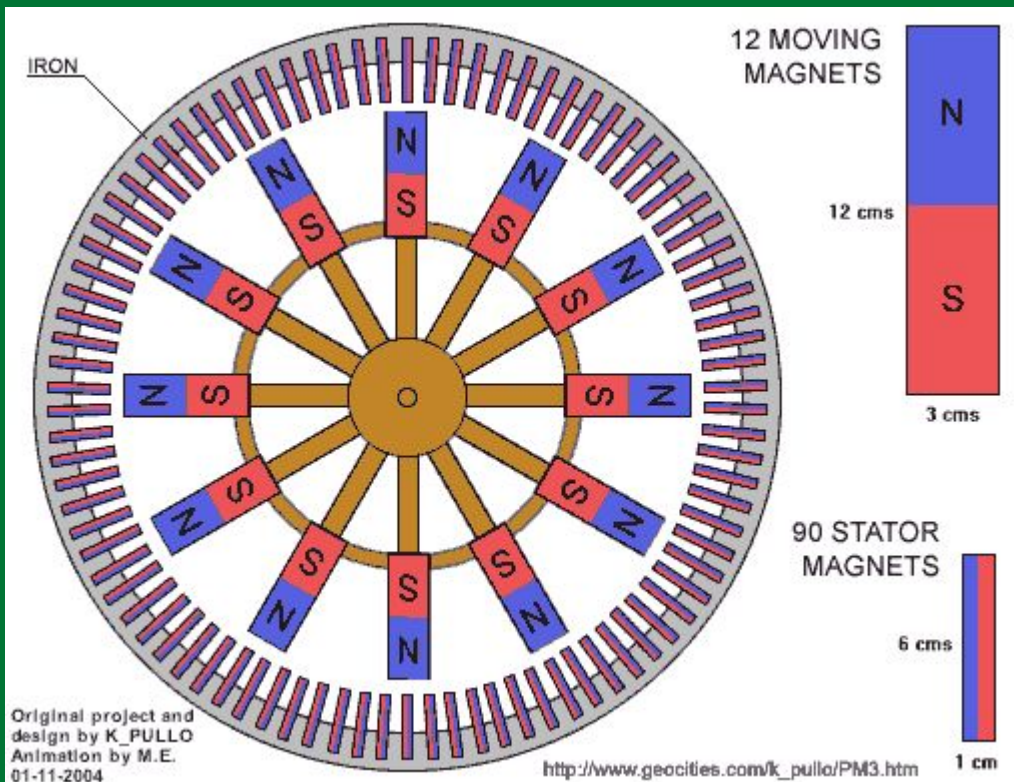 IRON
12 MOVING
MAGNETS
N
12 cms
S
3 cms
N
S
N
S
N
S
N
S
N
S
N
S
N
S
N
S
N
S
N
S
N
S
N
S
90 STATOR
MAGNETS
6 cms
1 cm
Original project and
design by K_PULLO
Animation by M.E.
01-11-2004
http://www.geocities.com/k_pullo/PM3.htm